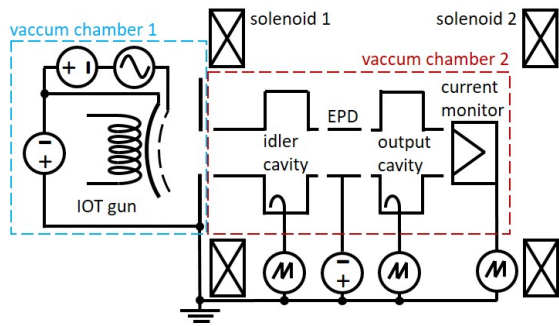 vaccum chamber 1
solenoid 1
solenoid 2
vaccum chamber 2
current
monitor
EPD
idler
cavity
output
cavity
IOT gun